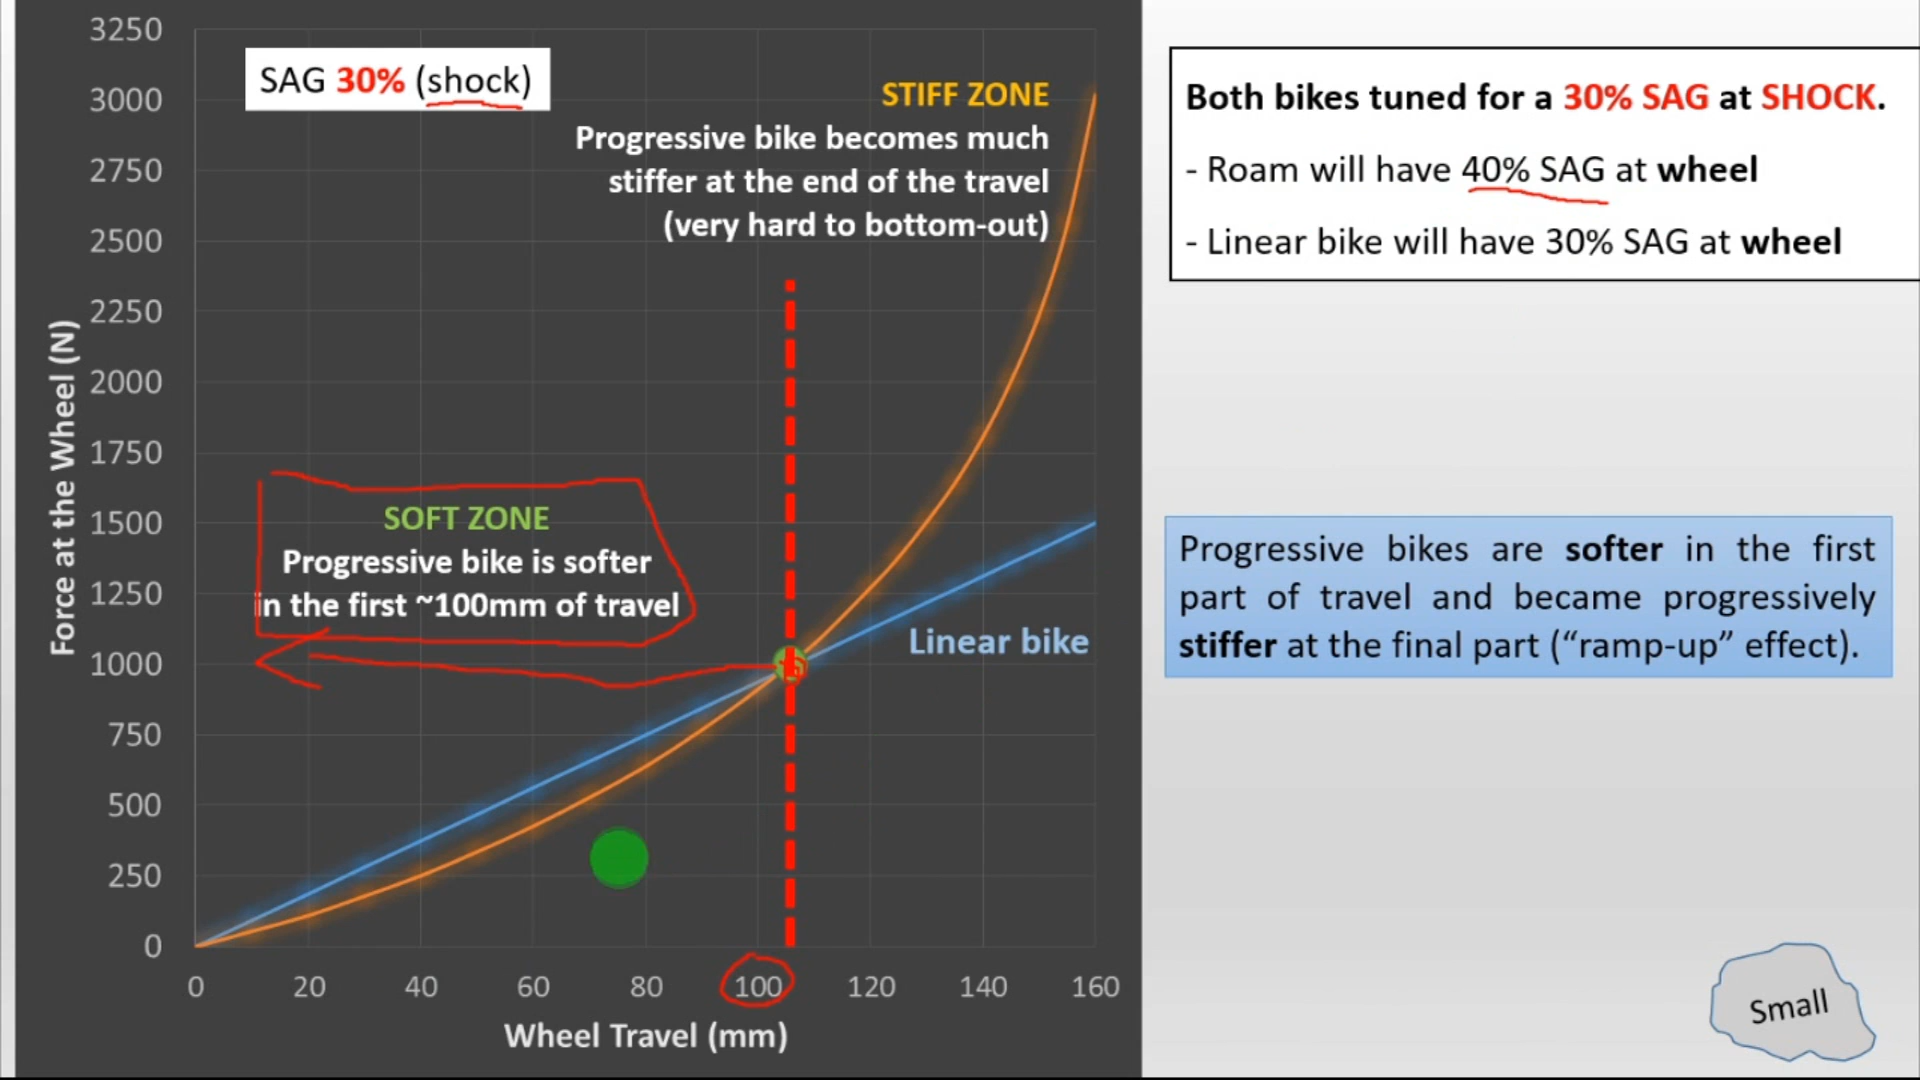 3250
3000
2750
2500
2250
2000
1750
1500
1250
1000
750
500
250
0
Force at the Wheel (N)
SAG 30% (shock)
STIFF ZONE
Progressive bike becomes much
stiffer at the end of the travel
(very hard to bottom-out)
SOFT ZONE
Progressive bike is softer
in the first ~100mm of travel
Linear bike
0 20 40 60 80 100 120 140 160
Wheel Travel (mm)
Both bikes tuned for a 30% SAG at SHOCK.
- Roam will have 40% SAG at wheel
- Linear bike will have 30% SAG at wheel
Progressive bikes are softer in the first
part of travel and became progressively
stiffer at the final part (“ramp-up” effect).
Small